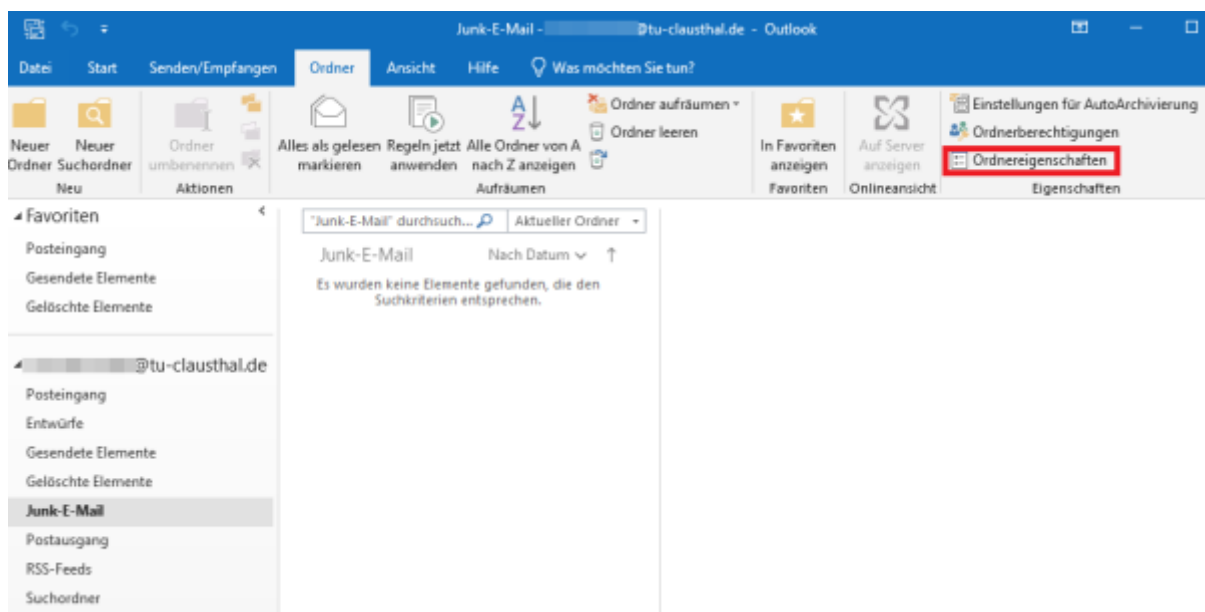 Junk-E-Mail - @tu-clausthal.de - Outlook
Datei Start Senden/Empfangen Ordner Ansicht Hilfe Was möchten Sie tun?
Neuer Ordner
Neuer Suchordner
Neu
Ordner umbenennen
Aktionen
Alles als gelesen markieren
Regeln jetzt anwenden
Alle Ordner von A nach Z anzeigen
Ordner aufräumen
Ordner leeren
Aufräumen
In Favoriten anzeigen
Favoriten
Auf Server anzeigen
Onlineansicht
Einstellungen für AutoArchivierung
Ordnerberechtigungen
Ordnereigenschaften
Eigenschaften
Favoriten
Posteingang
Gesendete Elemente
Gelöschte Elemente
@tu-clausthal.de
Posteingang
Entwürfe
Gesendete Elemente
Gelöschte Elemente
Junk-E-Mail
Postausgang
RSS-Feeds
Suchordner
"Junk-E-Mail" durchsuch... Aktueller Ordner
Junk-E-Mail Nach Datum
Es wurden keine Elemente gefunden, die den
Suchkriterien entsprechen.